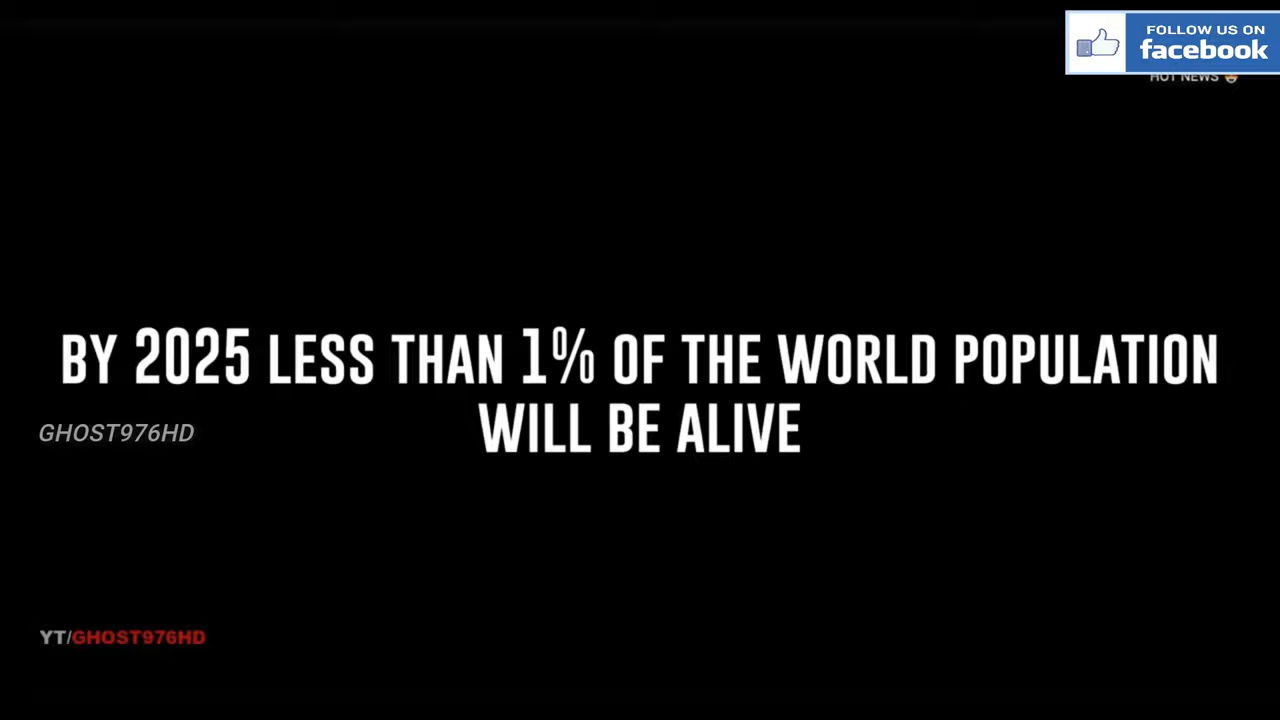 FOLLOW US ON
facebook
HOT NEWS
BY 2025 LESS THAN 1% OF THE WORLD POPULATION
WILL BE ALIVE
GHOST976HD
YT/GHOST976HD